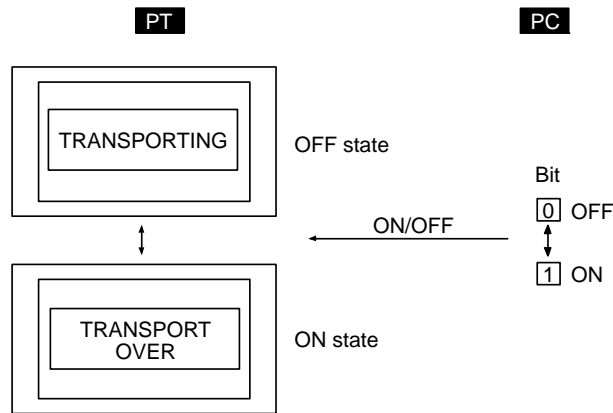 PT
PC
TRANSPORTING
OFF state
Bit
0 OFF
ON/OFF
1 ON
TRANSPORT
OVER
ON state